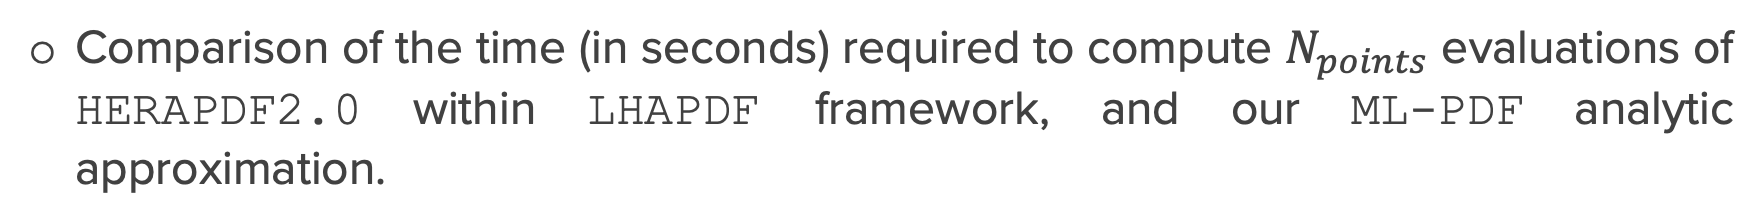 ○ Comparison of the time (in seconds) required to compute N_points evaluations of
HERAPDF2.0 within LHAPDF framework, and our ML-PDF analytic
approximation.